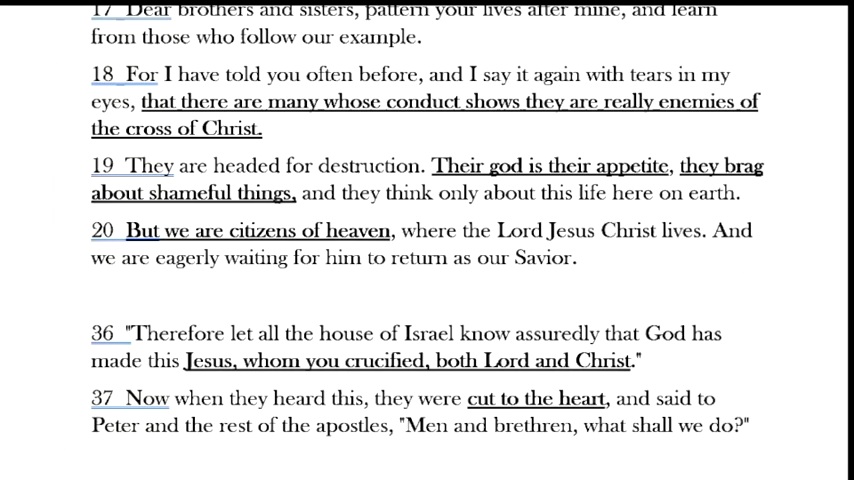 17 Dear brothers and sisters, pattern your lives after mine, and learn
from those who follow our example.
18 For I have told you often before, and I say it again with tears in my
eyes, that there are many whose conduct shows they are really enemies of
the cross of Christ.
19 They are headed for destruction. Their god is their appetite, they brag
about shameful things, and they think only about this life here on earth.
20 But we are citizens of heaven, where the Lord Jesus Christ lives. And
we are eagerly waiting for him to return as our Savior.
36 "Therefore let all the house of Israel know assuredly that God has
made this Jesus, whom you crucified, both Lord and Christ."
37 Now when they heard this, they were cut to the heart, and said to
Peter and the rest of the apostles, "Men and brethren, what shall we do?"